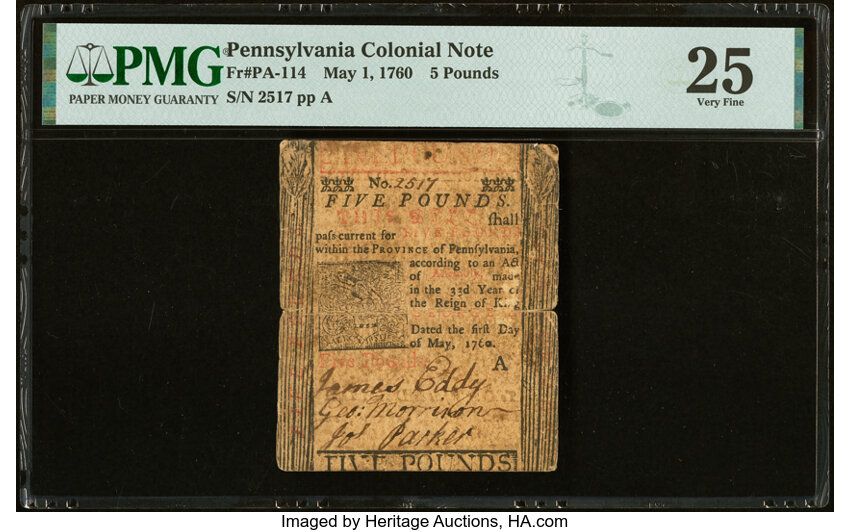 PMG
PAPER MONEY GUARANTY
Pennsylvania Colonial Note
Fr#PA-114 May 1, 1760 5 Pounds
S/N 2517 pp A
25
Very Fine
No. 2517
FIVE POUNDS.
THIS
ſhall
paſs current for
within the PROVINCE of Pennſylvania,
according to an Act
of made
in the 33d Year of
the Reign of King
Dated the firſt Day
of May, 1760.
A
James Eddy
Geo: Morrison
Jos Parker
FIVE POUNDS
Imaged by Heritage Auctions, HA.com